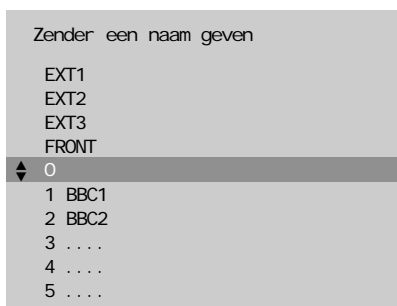 Zender een naam geven
EXT1
EXT2
EXT3
FRONT
0
1 BBC1
2 BBC2
3 ....
4 ....
5 ....